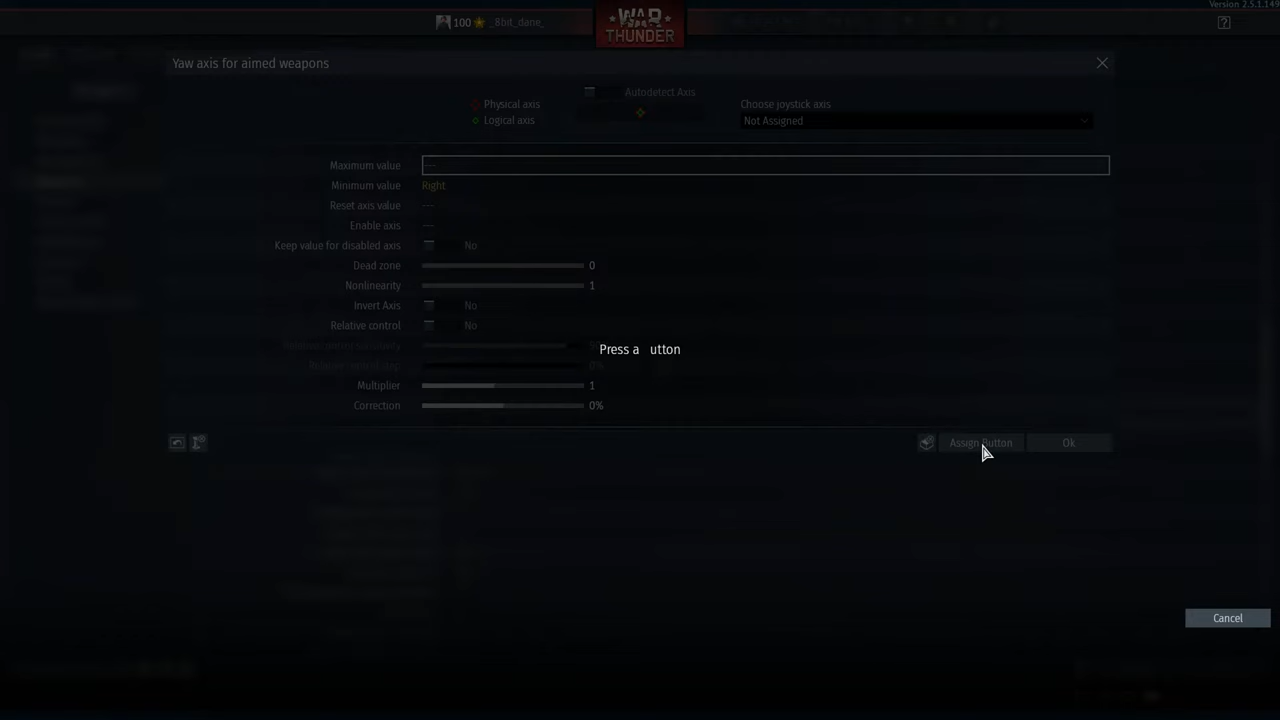 Version 2.5.1.149
100 _8bit_dane_
WAR
THUNDER
Yaw axis for aimed weapons
Autodetect Axis
Physical axis
Choose joystick axis
Logical axis
Not Assigned
Maximum value ---
Minimum value Right
Reset axis value ---
Enable axis ---
Keep value for disabled axis No
Dead zone 0
Nonlinearity 1
Invert Axis No
Relative control No
Press a utton
Multiplier 1
Correction 0%
Assign Button Ok
Cancel